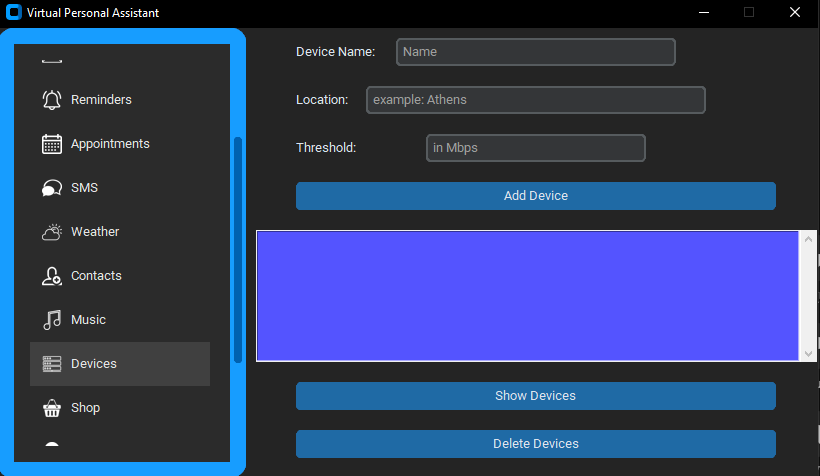 Virtual Personal Assistant
Reminders
Appointments
SMS
Weather
Contacts
Music
Devices
Shop
Device Name: Name
Location: example: Athens
Threshold: in Mbps
Add Device
Show Devices
Delete Devices